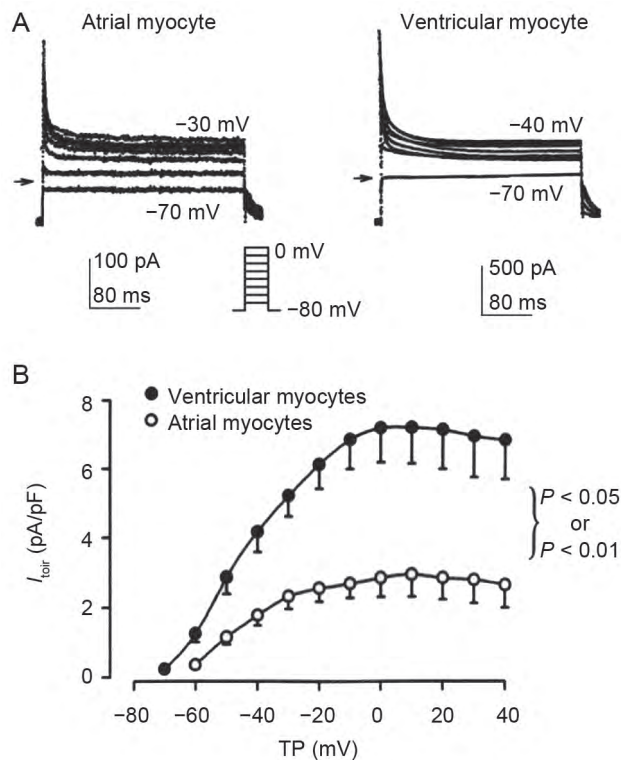 A
Atrial myocyte
Ventricular myocyte
−30 mV
−70 mV
−40 mV
−70 mV
100 pA
80 ms
0 mV
−80 mV
500 pA
80 ms
B
Ventricular myocytes
Atrial myocytes
8
6
4
2
0
I_toir (pA/pF)
P < 0.05
or
P < 0.01
−80 −60 −40 −20 0 20 40
TP (mV)